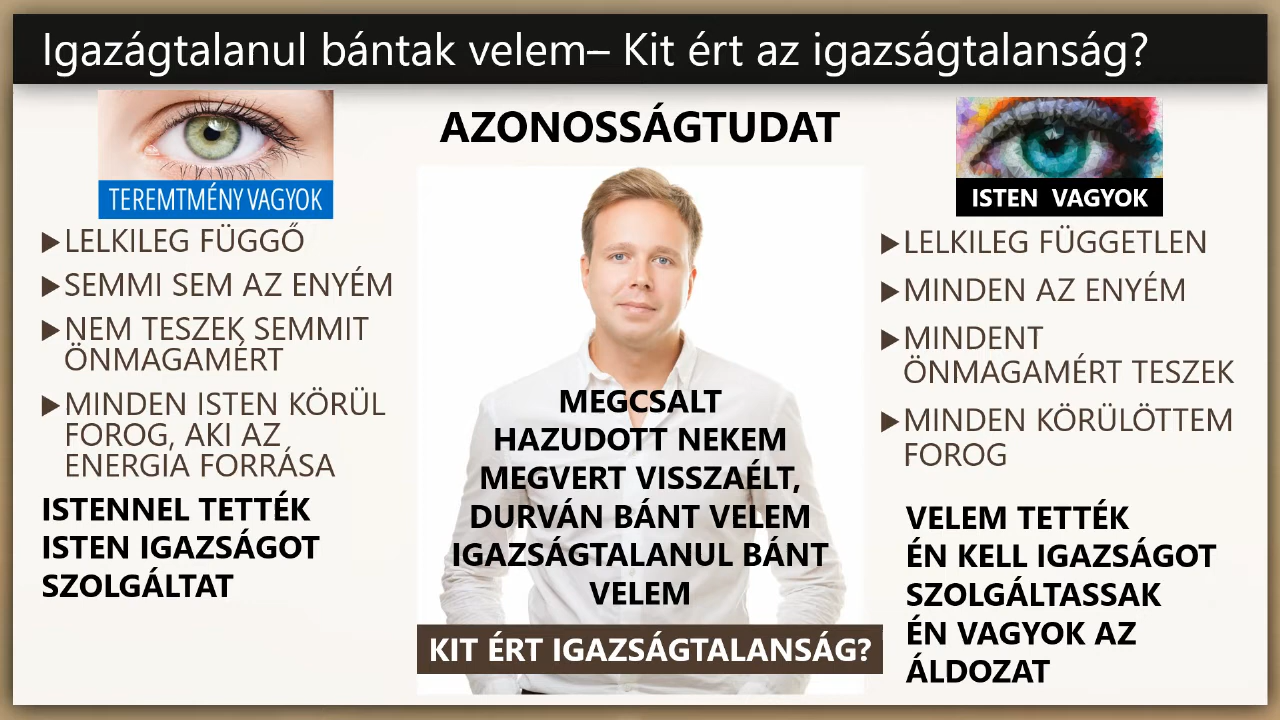 Igazágtalanul bántak velem– Kit ért az igazságtalanság?
AZONOSSÁGTUDAT
TEREMTMÉNY VAGYOK
LELKILEG FÜGGŐ
SEMMI SEM AZ ENYÉM
NEM TESZEK SEMMIT
ÖNMAGAMÉRT
MINDEN ISTEN KÖRÜL
FOROG, AKI AZ
ENERGIA FORRÁSA
ISTENNEL TETTÉK
ISTEN IGAZSÁGOT
SZOLGÁLTAT
MEGCSALT
HAZUDOTT NEKEM
MEGVERT VISSZAÉLT,
DURVÁN BÁNT VELEM
IGAZSÁGTALANUL BÁNT
VELEM
KIT ÉRT IGAZSÁGTALANSÁG?
ISTEN VAGYOK
LELKILEG FÜGGETLEN
MINDEN AZ ENYÉM
MINDENT
ÖNMAGAMÉRT TESZEK
MINDEN KÖRÜLÖTTEM
FOROG
VELEM TETTÉK
ÉN KELL IGAZSÁGOT
SZOLGÁLTASSAK
ÉN VAGYOK AZ
ÁLDOZAT